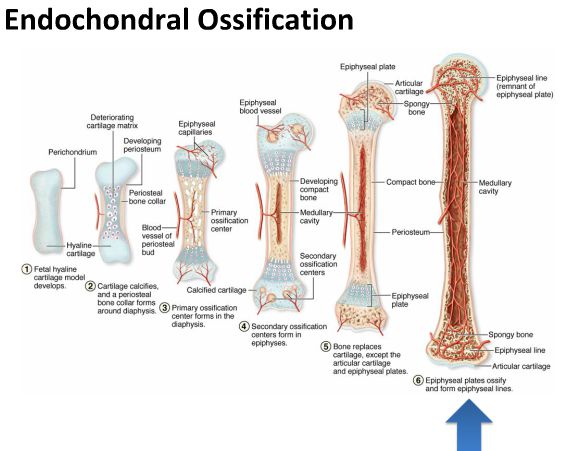 Endochondral Ossification
Epiphyseal plate
Articular
cartilage
Spongy
bone
Epiphyseal line
(remnant of
epiphyseal plate)
Epiphyseal
blood vessel
Deteriorating
cartilage matrix
Epiphyseal
capillaries
Developing
periosteum
Perichondrium
Periosteal
bone collar
Developing
compact
bone
Compact bone
Medullary
cavity
Primary
ossification
center
Medullary
cavity
Blood
vessel of
periosteal
bud
Periosteum
Hyaline
cartilage
Secondary
ossification
centers
Calcified cartilage
Epiphyseal
plate
Spongy bone
Epiphyseal line
Articular cartilage
1 Fetal hyaline
cartilage model
develops.
2 Cartilage calcifies,
and a periosteal
bone collar forms
around diaphysis.
3 Primary ossification
center forms in the
diaphysis.
4 Secondary ossification
centers form in
epiphyses.
5 Bone replaces
cartilage, except the
articular cartilage
and epiphyseal plates.
6 Epiphyseal plates ossify
and form epiphyseal lines.